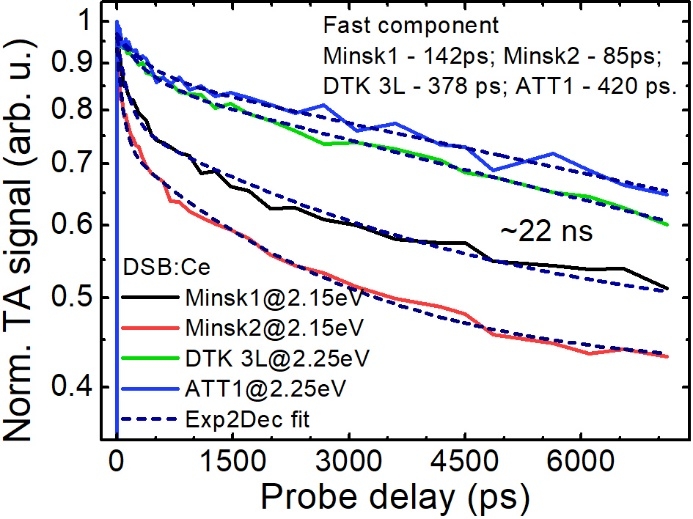 Fast component
Minsk1 - 142ps; Minsk2 - 85ps;
DTK 3L - 378 ps; ATT1 - 420 ps.
Norm. TA signal (arb. u.)
1
0.9
0.8
0.7
0.6
0.5
0.4
~22 ns
DSB:Ce
Minsk1@2.15eV
Minsk2@2.15eV
DTK 3L@2.25eV
ATT1@2.25eV
Exp2Dec fit
0 1500 3000 4500 6000
Probe delay (ps)